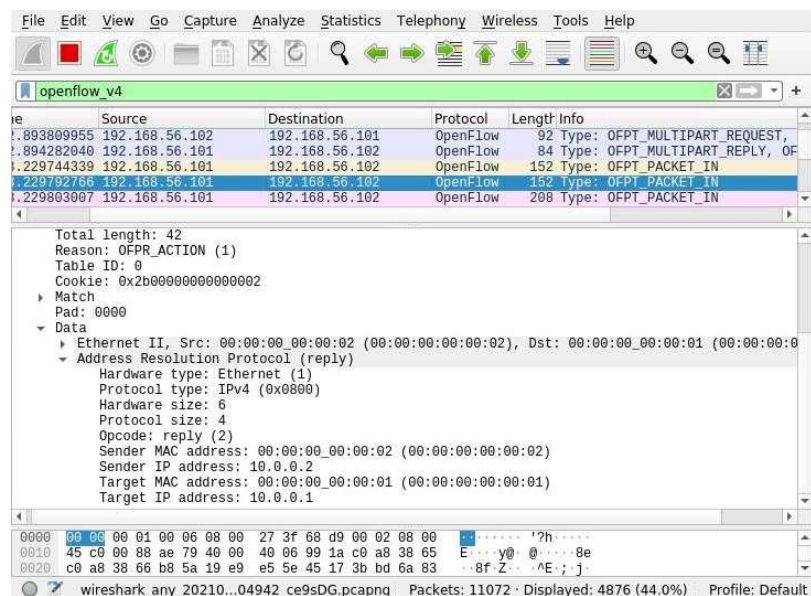 File Edit View Go Capture Analyze Statistics Telephony Wireless Tools Help
openflow_v4
Source Destination Protocol Length Info
2.893809955 192.168.56.102 192.168.56.101 OpenFlow 92 Type: OFPT_MULTIPART_REQUEST,
2.894282040 192.168.56.101 192.168.56.102 OpenFlow 84 Type: OFPT_MULTIPART_REPLY, OF
.229744339 192.168.56.101 192.168.56.102 OpenFlow 152 Type: OFPT_PACKET_IN
.229792766 192.168.56.101 192.168.56.102 OpenFlow 152 Type: OFPT_PACKET_IN
.229803007 192.168.56.101 192.168.56.102 OpenFlow 208 Type: OFPT_PACKET_IN
Total length: 42
Reason: OFPR_ACTION (1)
Table ID: 0
Cookie: 0x2b00000000000002
Match
Pad: 0000
Data
Ethernet II, Src: 00:00:00_00:00:02 (00:00:00:00:00:02), Dst: 00:00:00_00:00:01 (00:00:00:0
Address Resolution Protocol (reply)
Hardware type: Ethernet (1)
Protocol type: IPv4 (0x0800)
Hardware size: 6
Protocol size: 4
Opcode: reply (2)
Sender MAC address: 00:00:00_00:00:02 (00:00:00:00:00:02)
Sender IP address: 10.0.0.2
Target MAC address: 00:00:00_00:00:01 (00:00:00:00:00:01)
Target IP address: 10.0.0.1
0000 00 00 00 01 00 06 08 00 27 3f 68 d9 00 02 08 00 ········ '?h·····
0010 45 c0 00 88 ae 79 40 00 40 06 99 1a c0 a8 38 65 E····y@· @·····8e
0020 c0 a8 38 66 b8 5a 19 e9 e5 5e 45 17 3b bd 6a 83 ··8f·Z·· ·^E·;·j·
wireshark_any_20210...04942_ce9sDG.pcapng Packets: 11072 · Displayed: 4876 (44.0%) Profile: Default